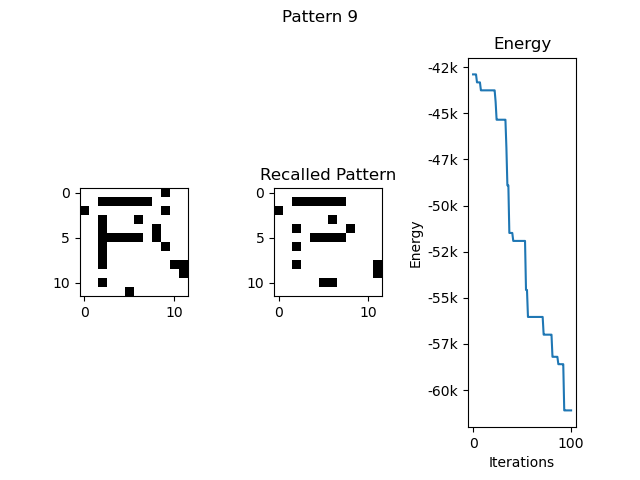 Pattern 9
Energy
Recalled Pattern
-42k
-45k
-47k
-50k
-52k
-55k
-57k
-60k
Energy
0
5
10
0
10
0
5
10
0
10
0
100
Iterations